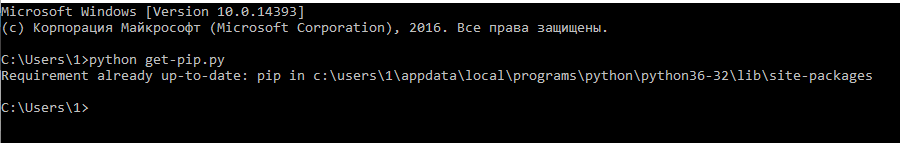 Microsoft Windows [Version 10.0.14393]
(c) Корпорация Майкрософт (Microsoft Corporation), 2016. Все права защищены.
C:\Users\1>python get-pip.py
Requirement already up-to-date: pip in c:\users\1\appdata\local\programs\python\python36-32\lib\site-packages
C:\Users\1>